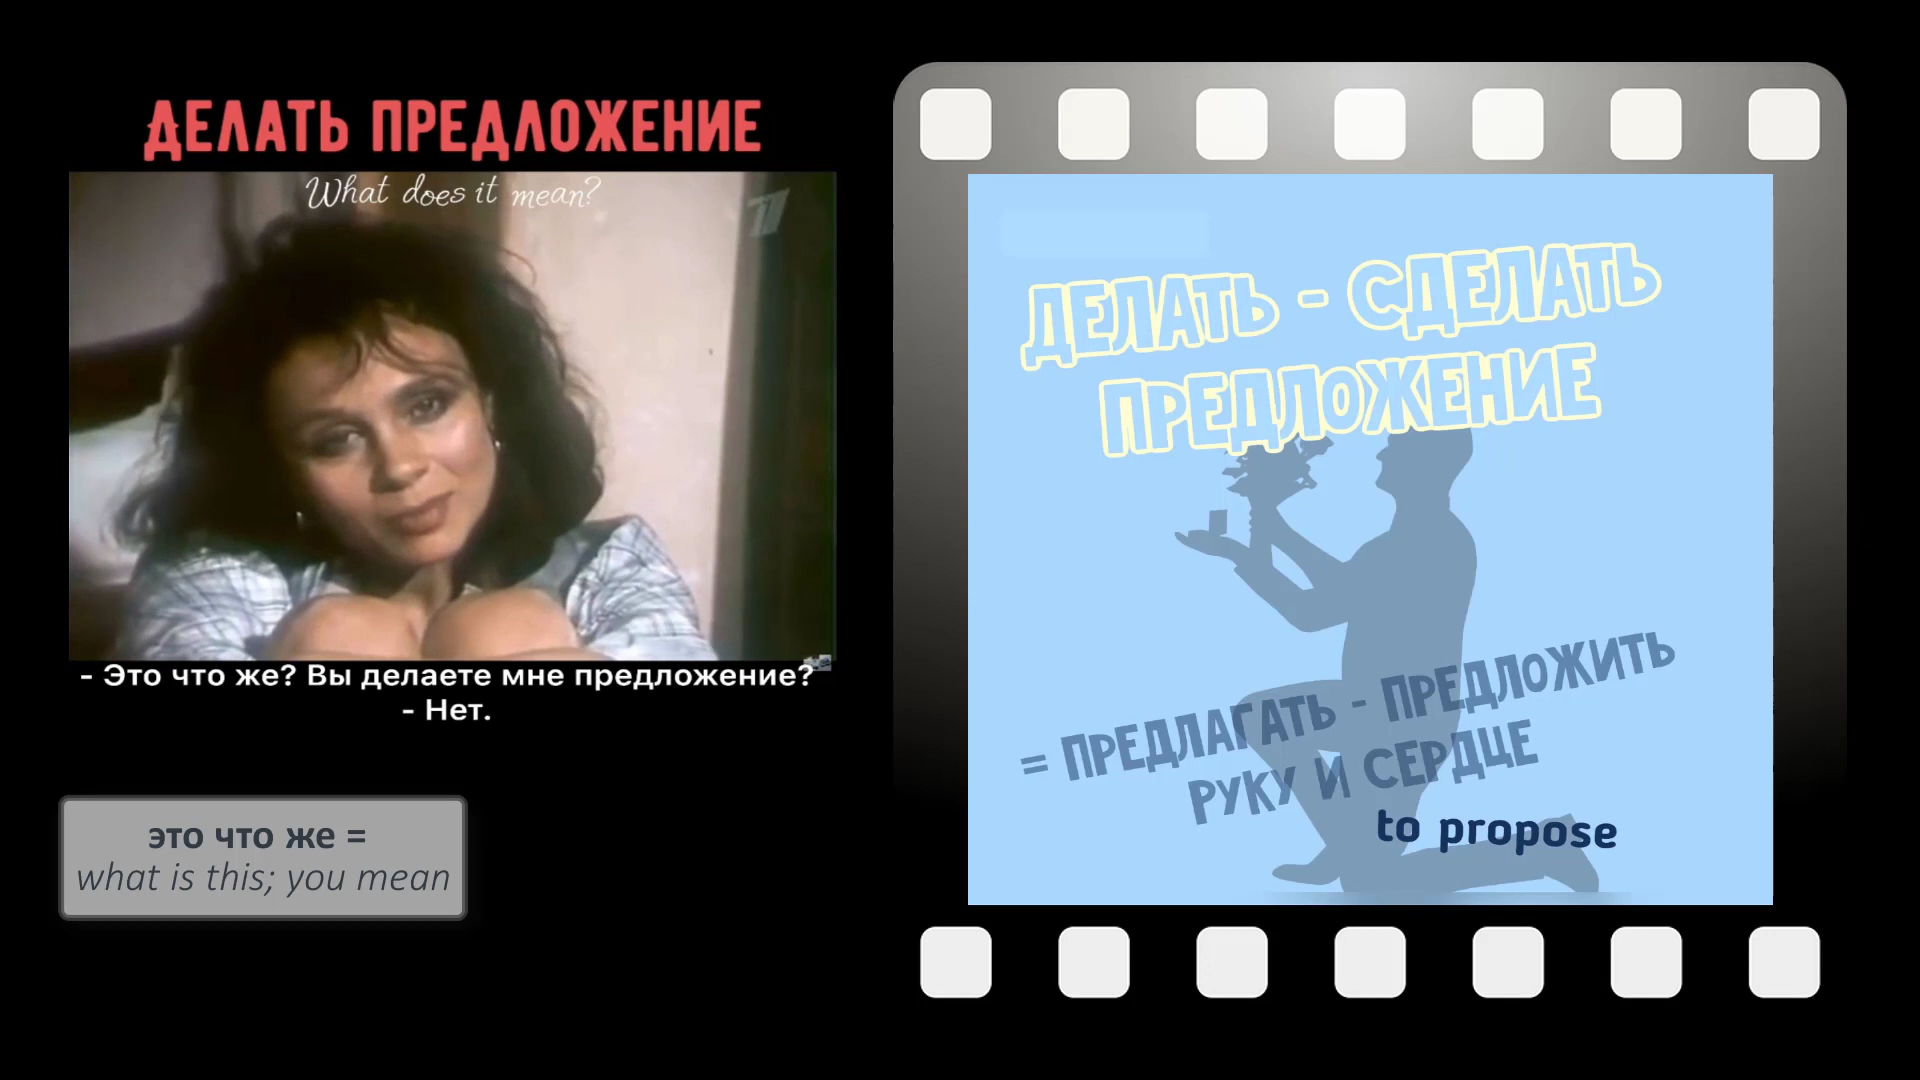 ДЕЛАТЬ ПРЕДЛОЖЕНИЕ
What does it mean?
- Это что же? Вы делаете мне предложение?
- Нет.
это что же =
what is this; you mean
ДЕЛАТЬ - СДЕЛАТЬ
ПРЕДЛОЖЕНИЕ
= ПРЕДЛАГАТЬ - ПРЕДЛОЖИТЬ
РУКУ И СЕРДЦЕ
to propose